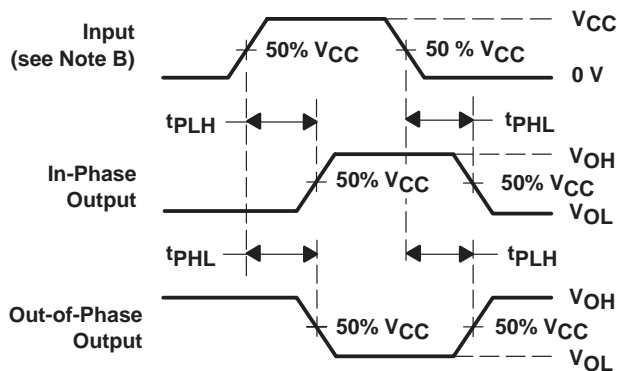 Input
(see Note B)
50% VCC
50 % VCC
VCC
0 V
tPLH
tPHL
In-Phase
Output
50% VCC
50% VCC
VOH
VOL
tPHL
tPLH
Out-of-Phase
Output
50% VCC
50% VCC
VOH
VOL